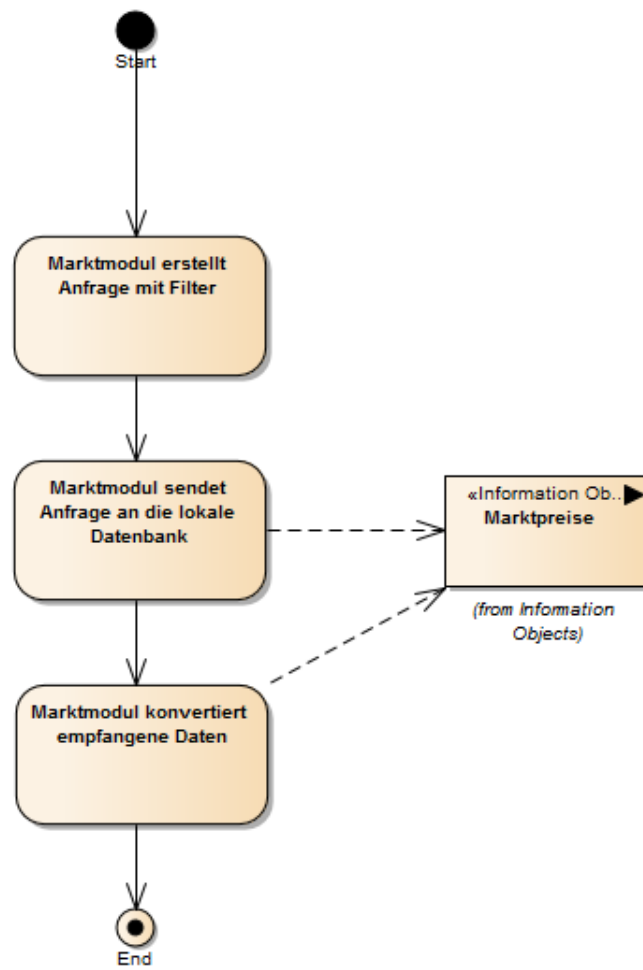 Start
Marktmodul erstellt
Anfrage mit Filter
Marktmodul sendet
Anfrage an die lokale
Datenbank
«Information Ob..
Marktpreise
(from Information
Objects)
Marktmodul konvertiert
empfangene Daten
End